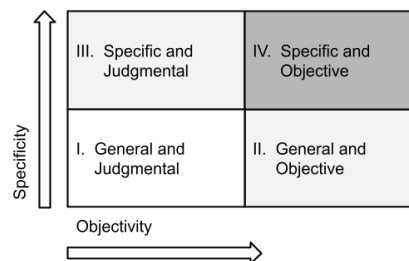 III. Specific and
Judgmental
IV. Specific and
Objective
I. General and
Judgmental
II. General and
Objective
Specificity
Objectivity